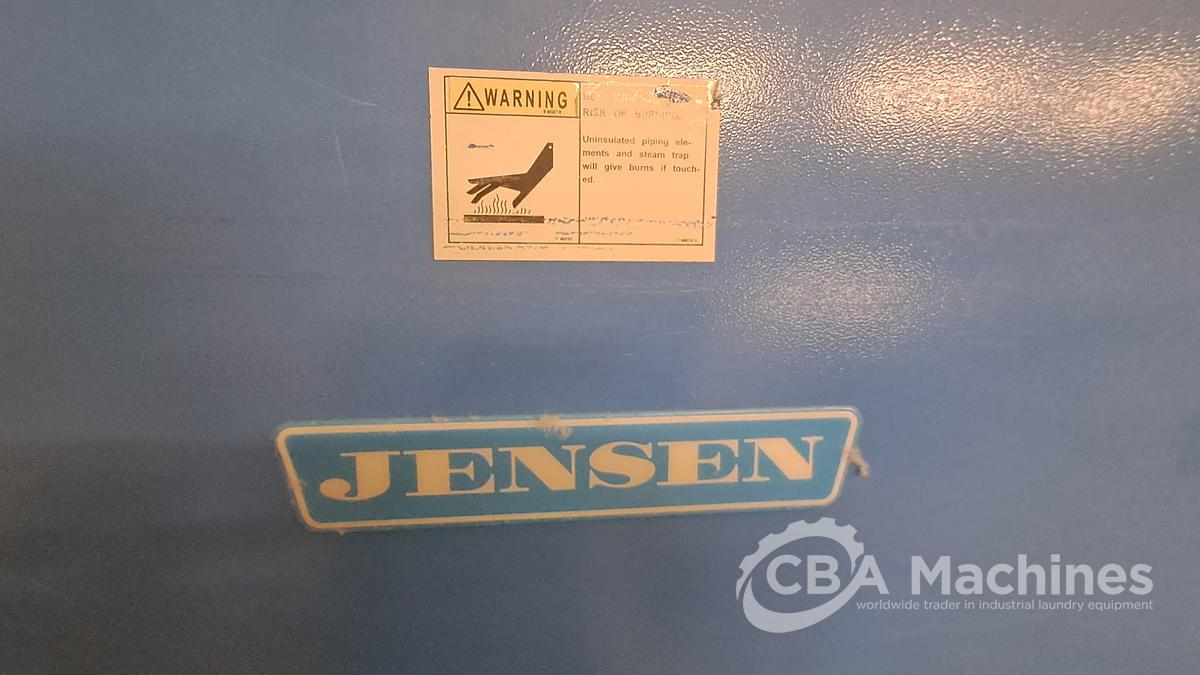 WARNING
RISK OF BURNING.
Uninsulated piping ele-
ments and steam trap
will give burns if touch-
ed.
JENSEN
CBA Machines
worldwide trader in industrial laundry equipment